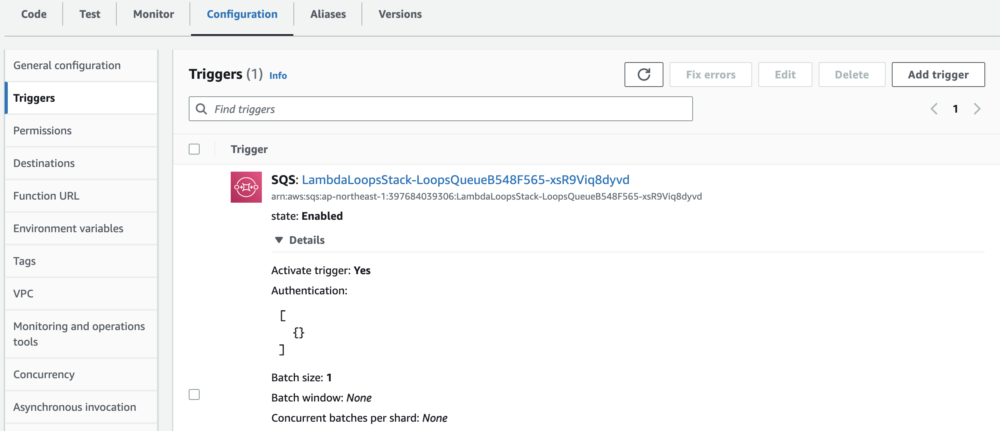 Code Test Monitor Configuration Aliases Versions
General configuration
Triggers
Permissions
Destinations
Function URL
Environment variables
Tags
VPC
Monitoring and operations
tools
Concurrency
Asynchronous invocation
Triggers (1) Info
Fix errors Edit Delete Add trigger
Find triggers
1
Trigger
SQS: LambdaLoopsStack-LoopsQueueB548F565-xsR9Viq8dyvd
arn:aws:sqs:ap-northeast-1:397684039306:LambdaLoopsStack-LoopsQueueB548F565-xsR9Viq8dyvd
state: Enabled
Details
Activate trigger: Yes
Authentication:
[
{}
]
Batch size: 1
Batch window: None
Concurrent batches per shard: None